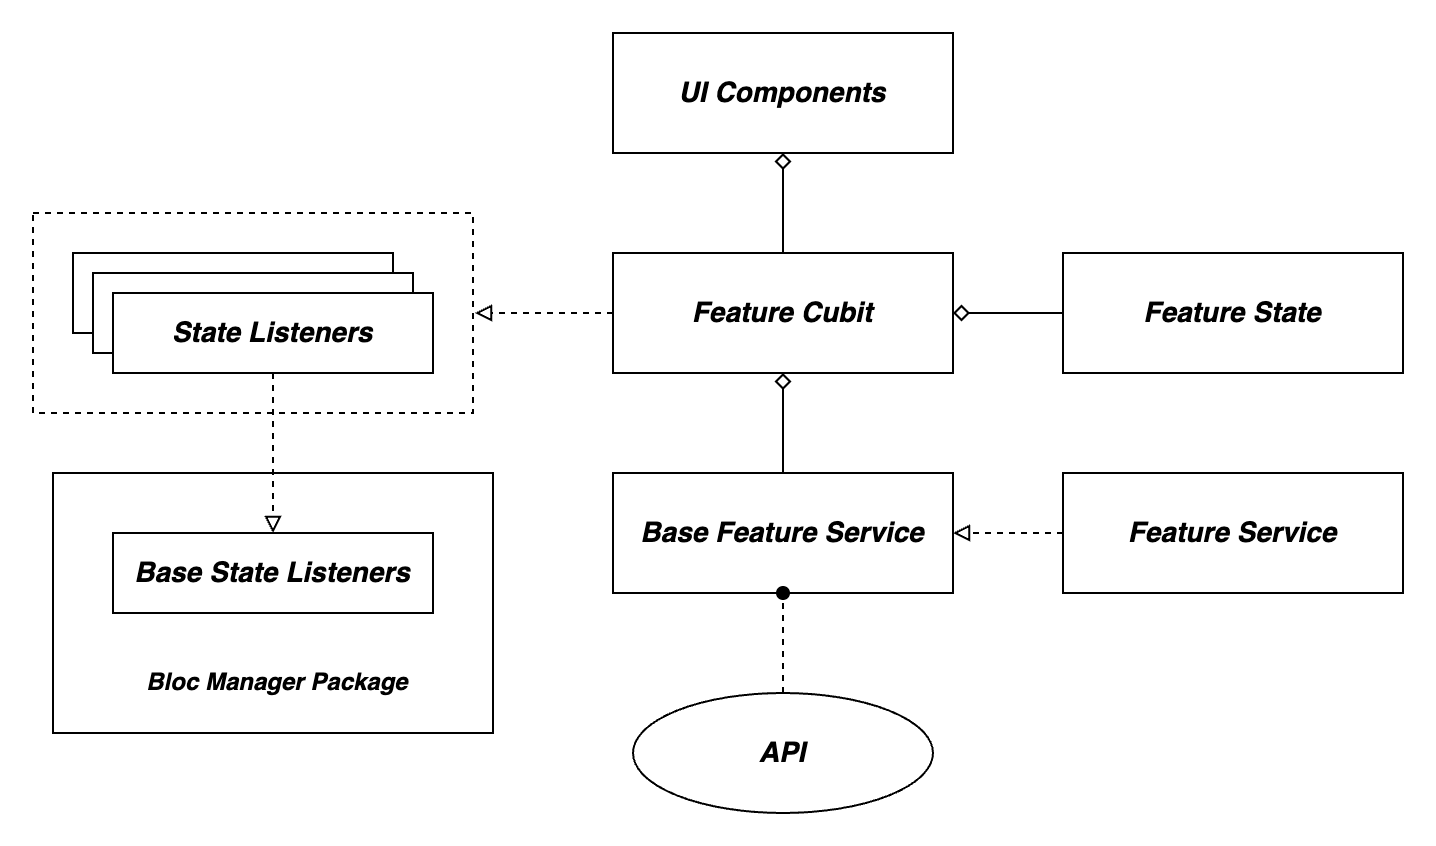 UI Components
State Listeners
Feature Cubit
Feature State
Base State Listeners
Bloc Manager Package
Base Feature Service
Feature Service
API